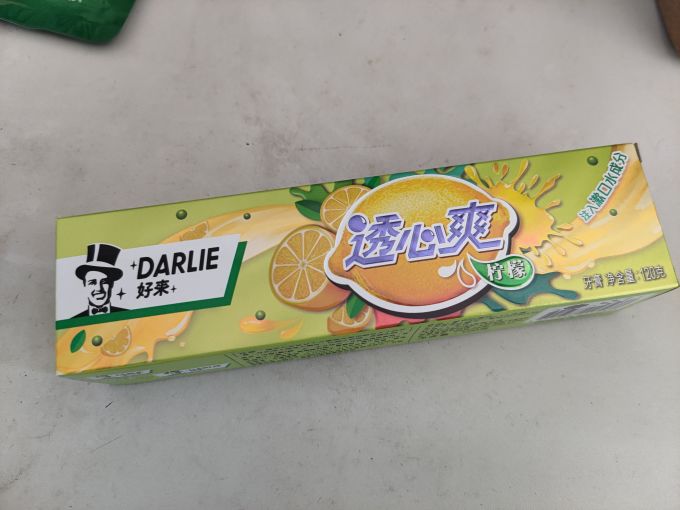 DARLIE
好来
透心爽
柠檬
注入漱口水成分
牙膏 净含量：120克